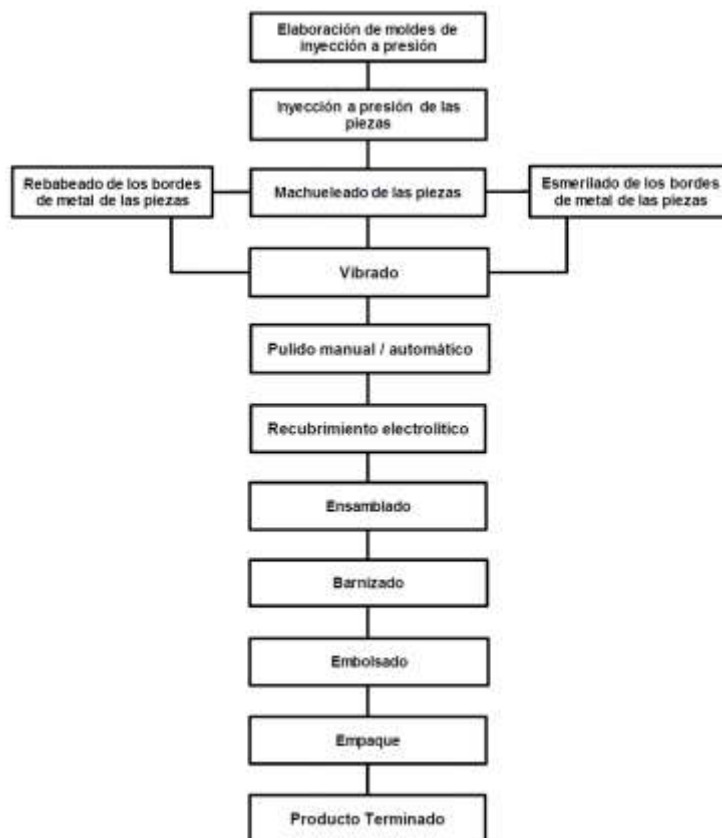 Elaboración de moldes de
inyección a presión
Inyección a presión de las
piezas
Rebabeado de los bordes
de metal de las piezas
Machueleado de las piezas
Esmerilado de los bordes
de metal de las piezas
Vibrado
Pulido manual / automático
Recubrimiento electrolítico
Ensamblado
Barnizado
Embolsado
Empaque
Producto Terminado